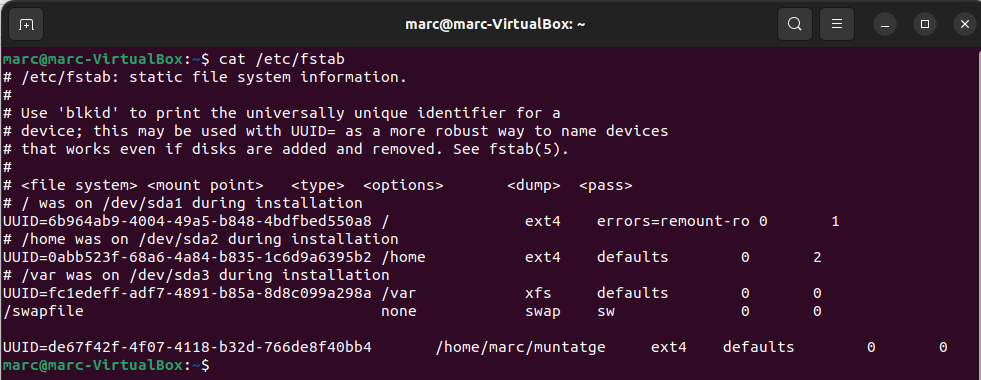 marc@marc-VirtualBox: ~
marc@marc-VirtualBox:~$ cat /etc/fstab
# /etc/fstab: static file system information.
#
# Use 'blkid' to print the universally unique identifier for a
# device; this may be used with UUID= as a more robust way to name devices
# that works even if disks are added and removed. See fstab(5).
#
# <file system> <mount point>   <type>  <options>       <dump>  <pass>
# / was on /dev/sda1 during installation
UUID=6b964ab9-4004-49a5-b848-4bdfbed550a8 /               ext4    errors=remount-ro 0       1
# /home was on /dev/sda2 during installation
UUID=0abb523f-68a6-4a84-b835-1c6d9a6395b2 /home           ext4    defaults        0       2
# /var was on /dev/sda3 during installation
UUID=fc1edeff-adf7-4891-b85a-8d8c099a298a /var            xfs     defaults        0       0
/swapfile                                 none            swap    sw              0       0
UUID=de67f42f-4f07-4118-b32d-766de8f40bb4       /home/marc/muntatge     ext4    defaults        0       0
marc@marc-VirtualBox:~$